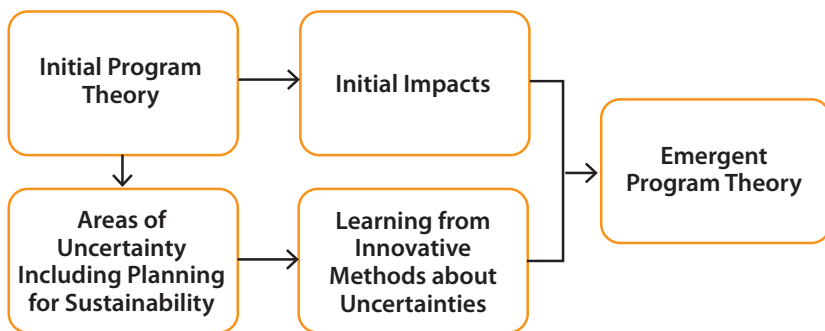 Initial Program
Theory
Initial Impacts
Emergent
Program Theory
Areas of
Uncertainty
Including Planning
for Sustainability
Learning from
Innovative
Methods about
Uncertainties